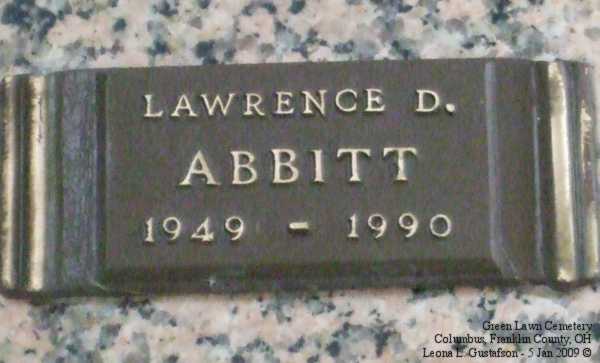 LAWRENCE D.
ABBITT
1949 - 1990
Green Lawn Cemetery
Columbus, Franklin County, OH
Leona L. Gustafson - 5 Jan 2009 ©